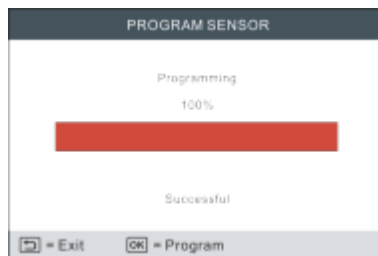 PROGRAM SENSOR
Programming
100%
Successful
= Exit OK = Program